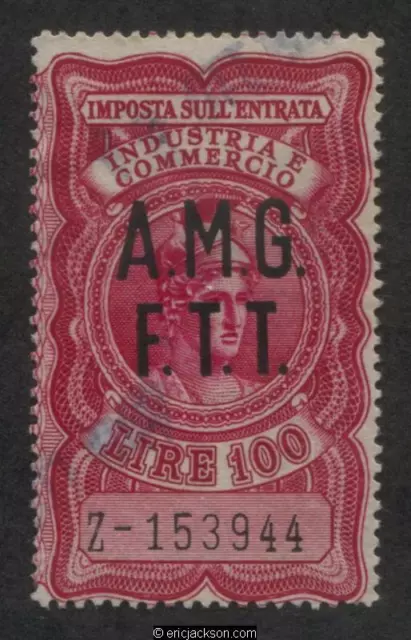 IMPOSTA SULL'ENTRATA
INDUSTRIA E
COMMERCIO
A.M.G.
F.T.T.
LIRE 100
Z-153944
© ericjackson.com